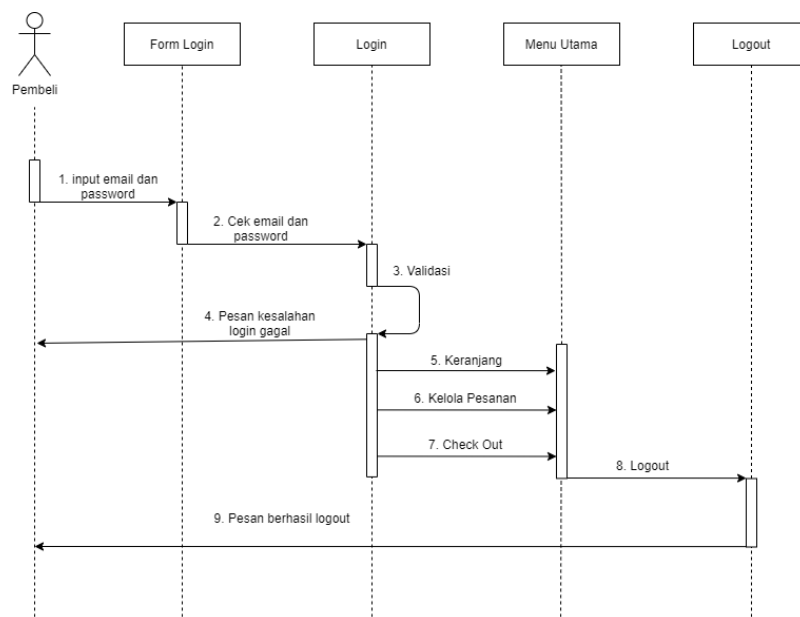 Pembeli
Form Login
Login
Menu Utama
Logout
1. input email dan
password
2. Cek email dan
password
3. Validasi
4. Pesan kesalahan
login gagal
5. Keranjang
6. Kelola Pesanan
7. Check Out
8. Logout
9. Pesan berhasil logout